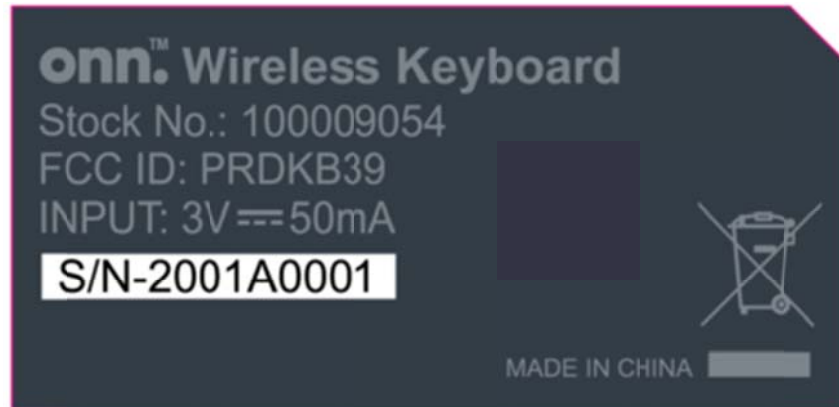 onn.™ Wireless Keyboard
Stock No.: 100009054
FCC ID: PRDKB39
INPUT: 3V⎓50mA
S/N-2001A0001
MADE IN CHINA